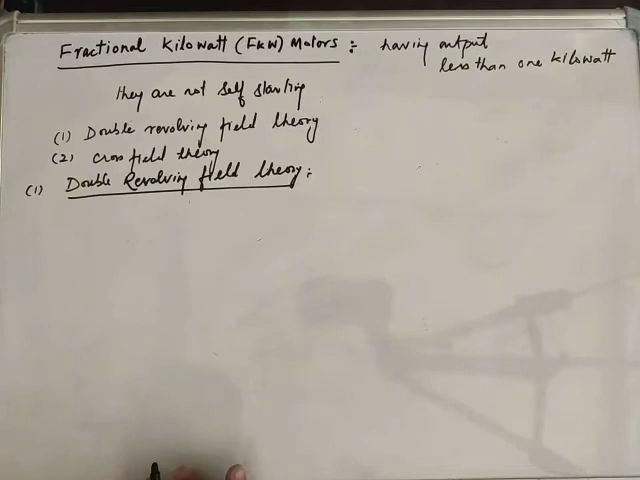 Fractional Kilowatt (FKW) Motors :- having output
less than one kilowatt
They are not self starting
(1) Double revolving field theory
(2) cross field theory
(1) Double Revolving field theory :-